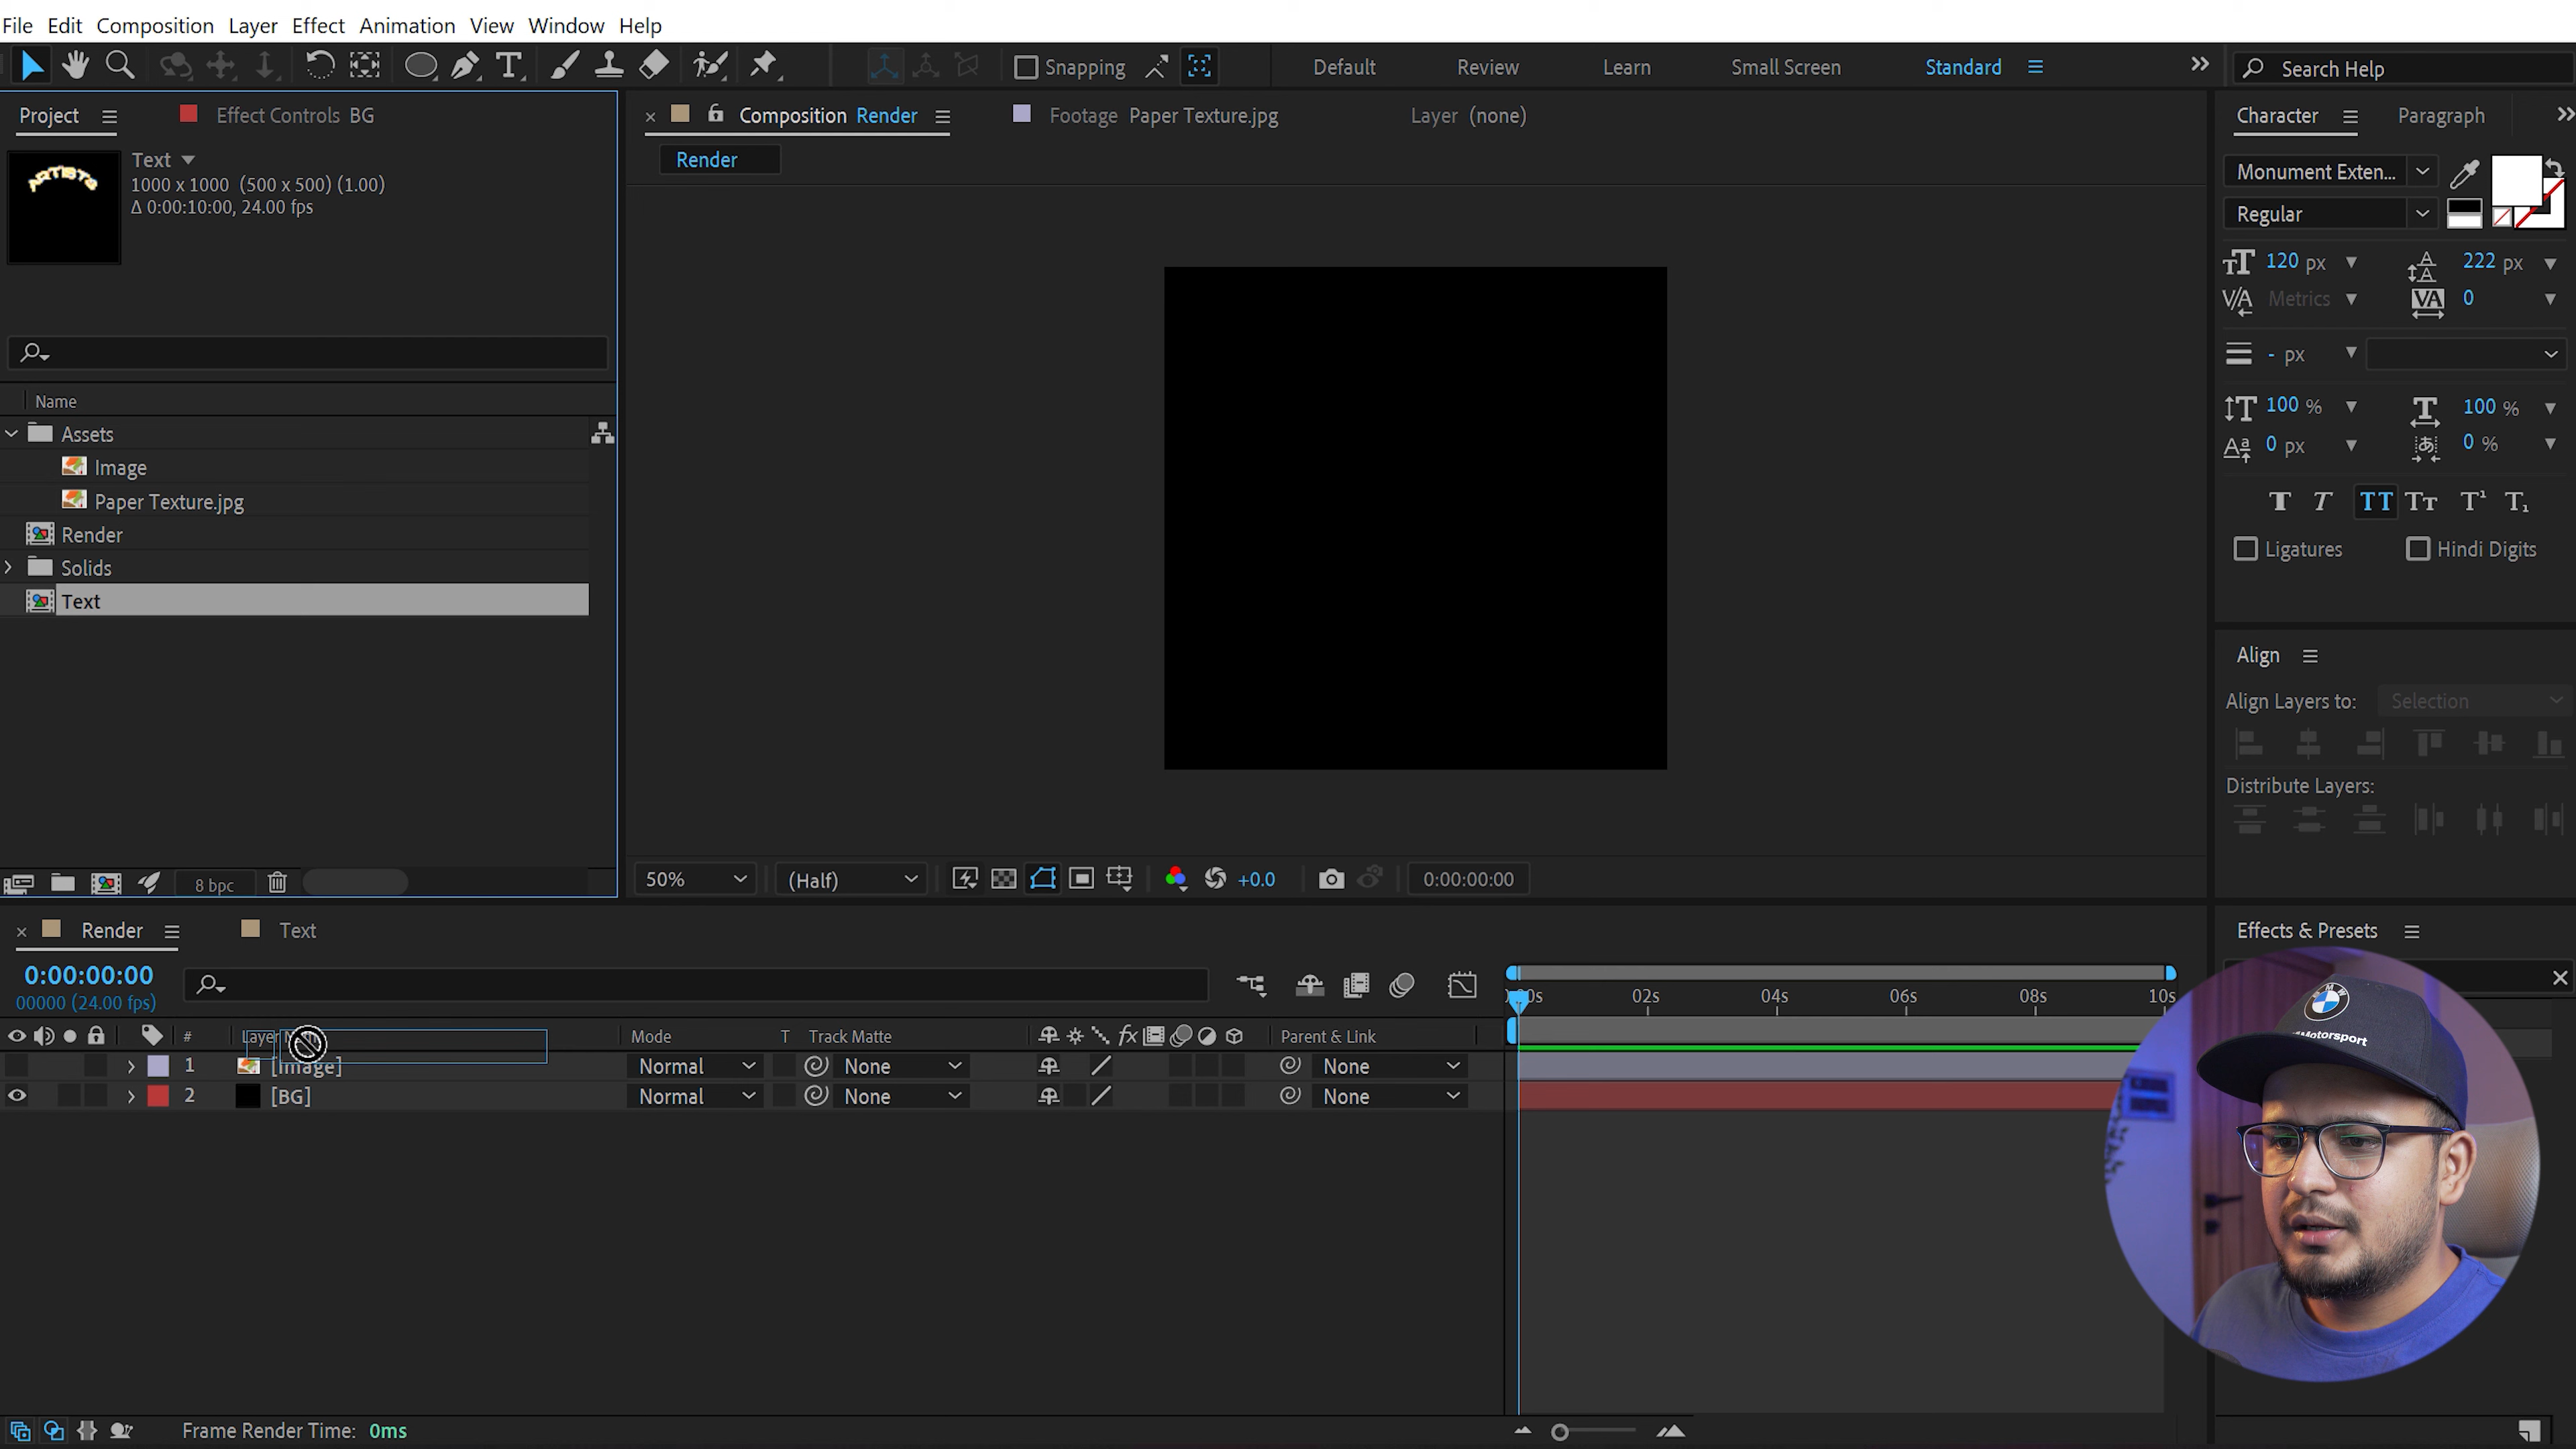 File Edit Composition Layer Effect Animation View Window Help
Snapping Default Review Learn Small Screen Standard Search Help
Project Effect Controls BG
Composition Render Footage Paper Texture.jpg Layer (none)
Character Paragraph
Render
ARTISTS
Text
1000 x 1000 (500 x 500) (1.00)
Δ 0:00:10:00, 24.00 fps
Monument Exten...
Regular
120 px 222 px
Metrics 0
- px
100 % 100 %
0 px 0 %
Ligatures Hindi Digits
Name
Assets
Image
Paper Texture.jpg
Render
Solids
Text
Align
Align Layers to: Selection
Distribute Layers:
8 bpc
50% (Half) +0.0 0:00:00:00
Render Text
Effects & Presets
0:00:00:00
00000 (24.00 fps)
00s 02s 04s 06s 08s 10s
# Layer Mode T Track Matte Parent & Link
1 [Image] Normal None None
2 [BG] Normal None None
BMW
Motorsport
Frame Render Time: 0ms